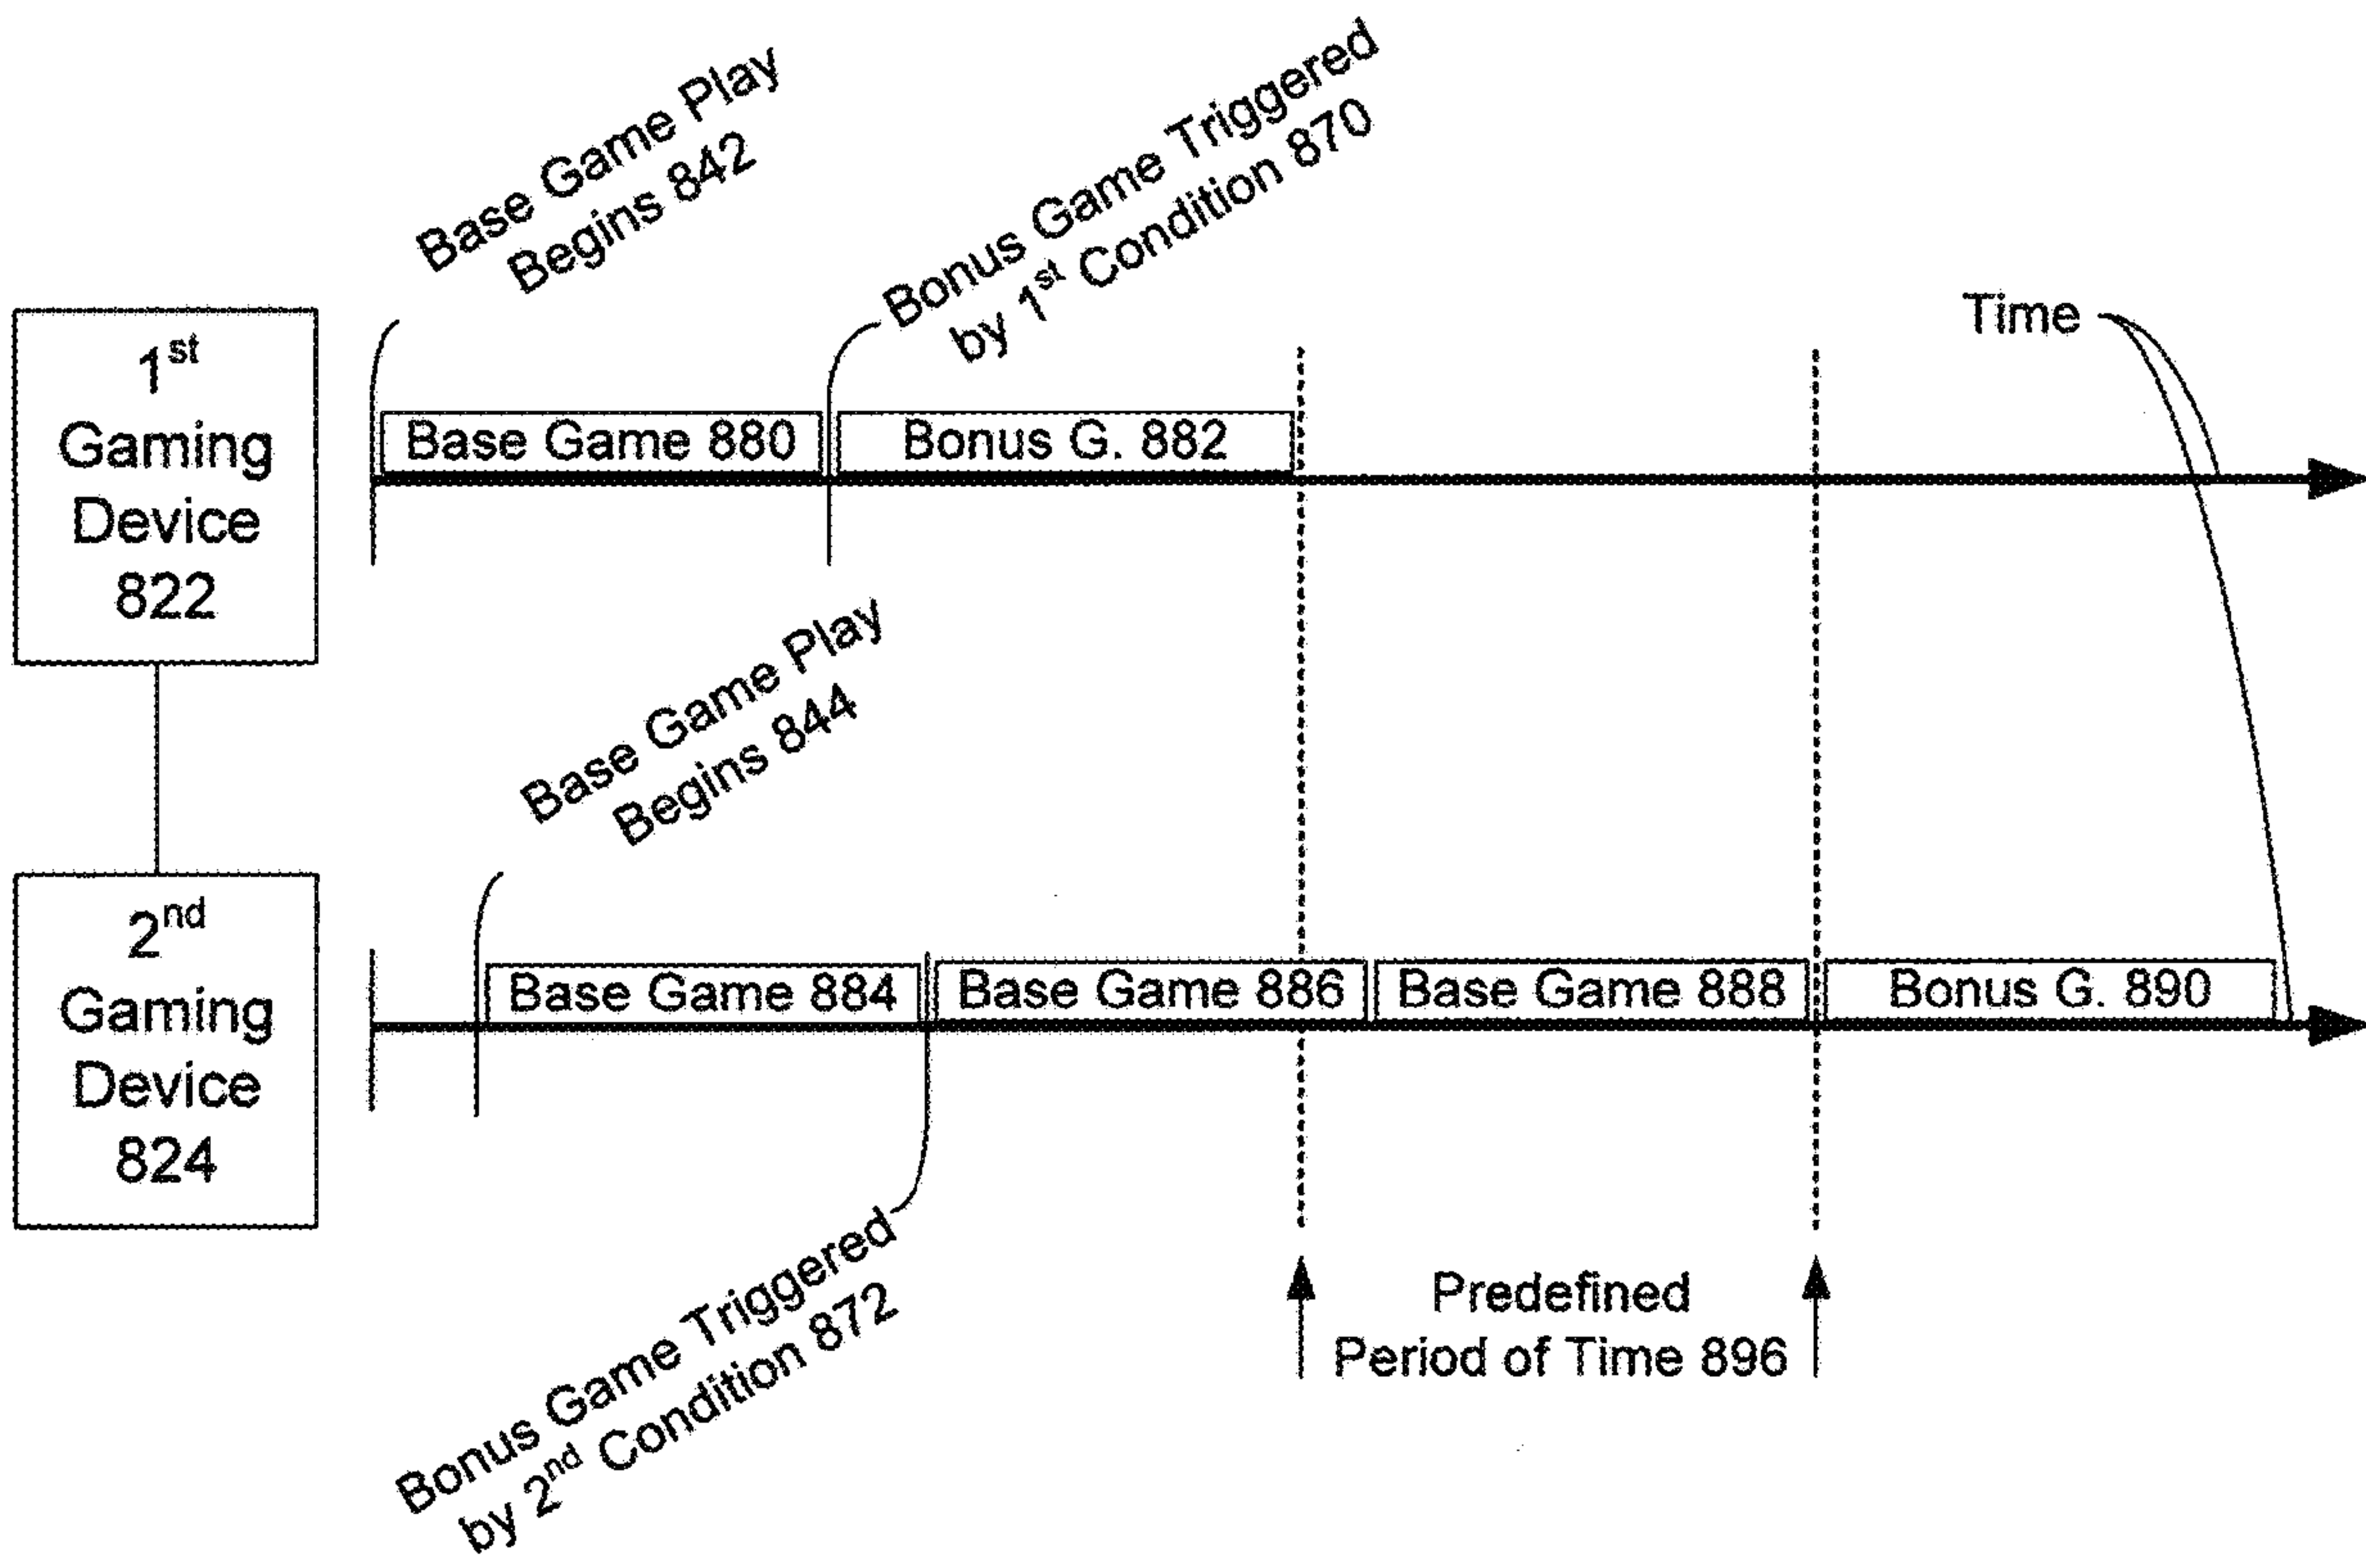 Base Game Play
Begins 842
Bonus Game Triggered
by 1st Condition 870
Time
1st
Gaming
Device
822
Base Game 880
Bonus G. 882
Base Game Play
Begins 844
2nd
Gaming
Device
824
Base Game 884
Base Game 886
Base Game 888
Bonus G. 890
Bonus Game Triggered
by 2nd Condition 872
Predefined
Period of Time 896